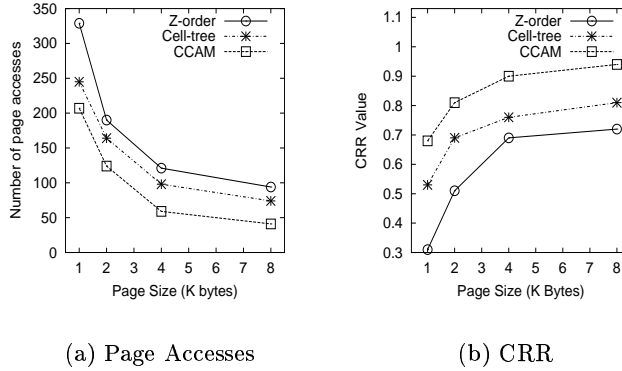 Number of page accesses
350
300
250
200
150
100
50
0
Z-order
Cell-tree
CCAM
1 2 3 4 5 6 7 8
Page Size (K bytes)
(a) Page Accesses
CRR Value
1.1
1
0.9
0.8
0.7
0.6
0.5
0.4
0.3
Z-order
Cell-tree
CCAM
1 2 3 4 5 6 7 8
Page Size (K Bytes)
(b) CRR